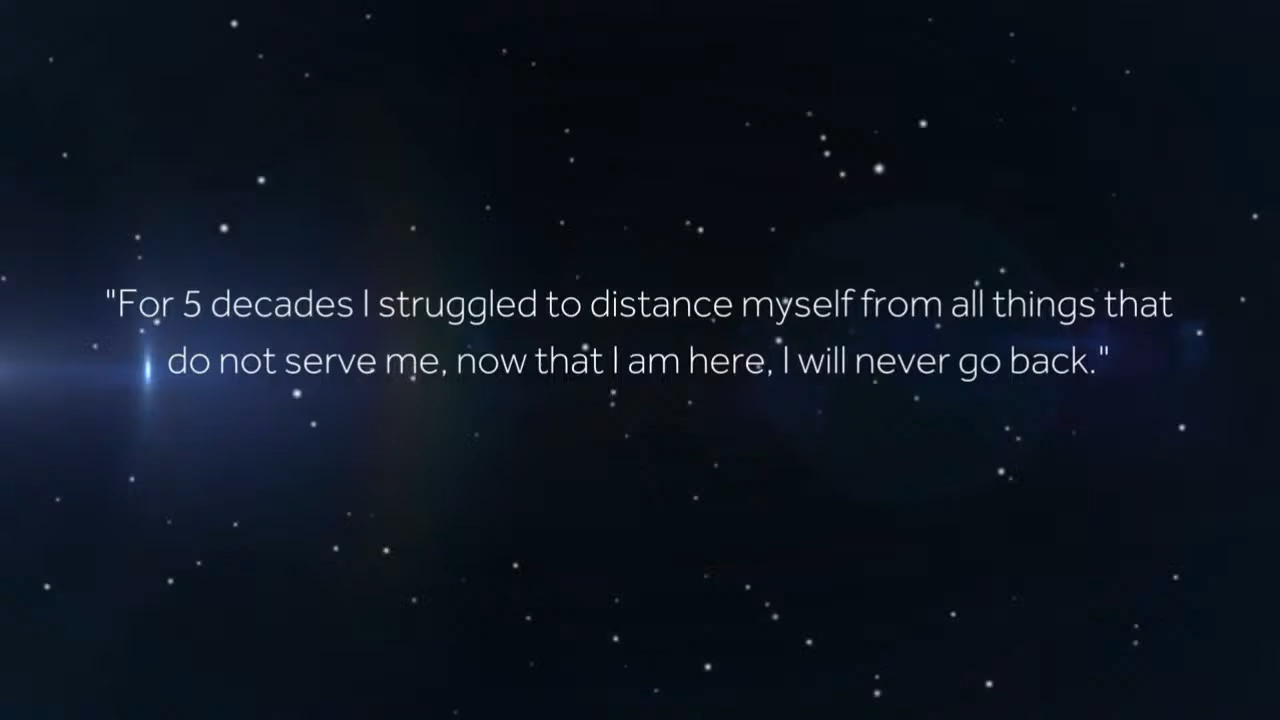 "For 5 decades I struggled to distance myself from all things that
do not serve me, now that I am here, I will never go back."